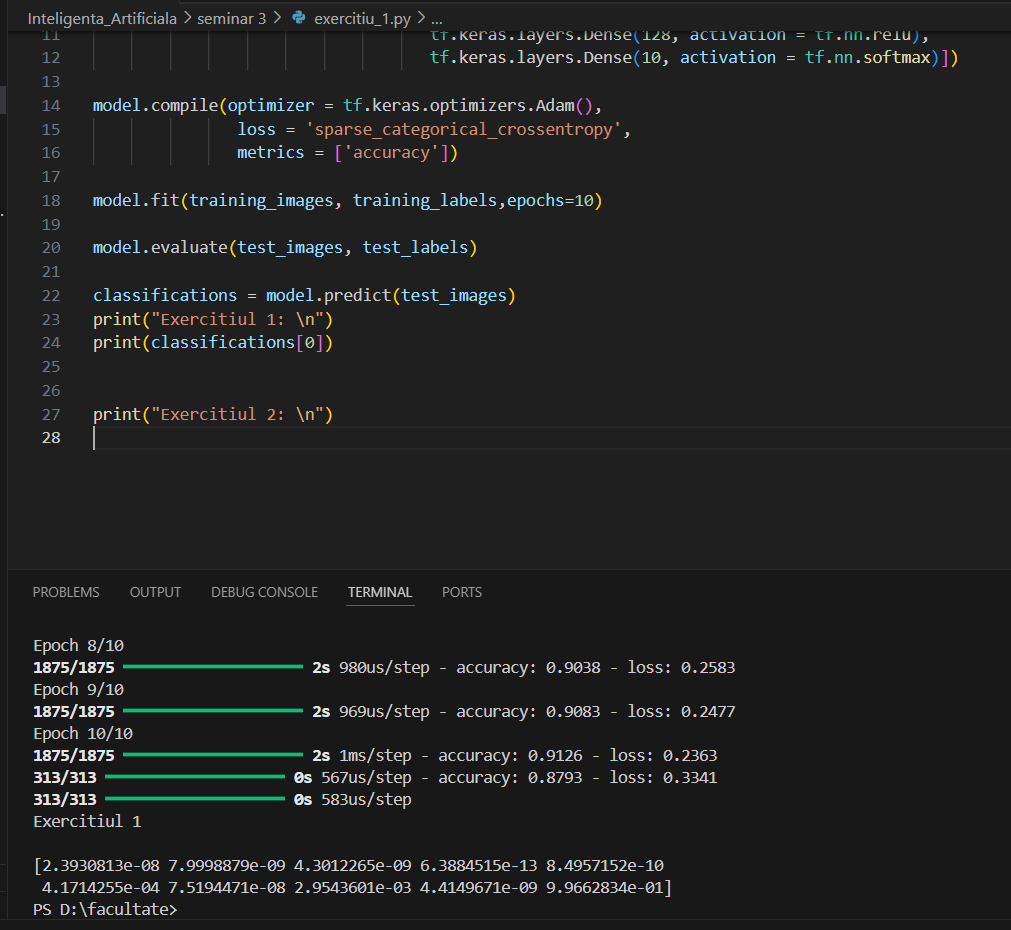 Inteligenta_Artificiala > seminar 3 > exercitiu_1.py > ...
11 tf.keras.layers.Dense(128, activation = tf.nn.relu),
12 tf.keras.layers.Dense(10, activation = tf.nn.softmax)])
13
14 model.compile(optimizer = tf.keras.optimizers.Adam(),
15 loss = 'sparse_categorical_crossentropy',
16 metrics = ['accuracy'])
17
18 model.fit(training_images, training_labels,epochs=10)
19
20 model.evaluate(test_images, test_labels)
21
22 classifications = model.predict(test_images)
23 print("Exercitiul 1: \n")
24 print(classifications[0])
25
26
27 print("Exercitiul 2: \n")
28
PROBLEMS OUTPUT DEBUG CONSOLE TERMINAL PORTS
Epoch 8/10
1875/1875 2s 980us/step - accuracy: 0.9038 - loss: 0.2583
Epoch 9/10
1875/1875 2s 969us/step - accuracy: 0.9083 - loss: 0.2477
Epoch 10/10
1875/1875 2s 1ms/step - accuracy: 0.9126 - loss: 0.2363
313/313 0s 567us/step - accuracy: 0.8793 - loss: 0.3341
313/313 0s 583us/step
Exercitiul 1
[2.3930813e-08 7.9998879e-09 4.3012265e-09 6.3884515e-13 8.4957152e-10
4.1714255e-04 7.5194471e-08 2.9543601e-03 4.4149671e-09 9.9662834e-01]
PS D:\facultate>